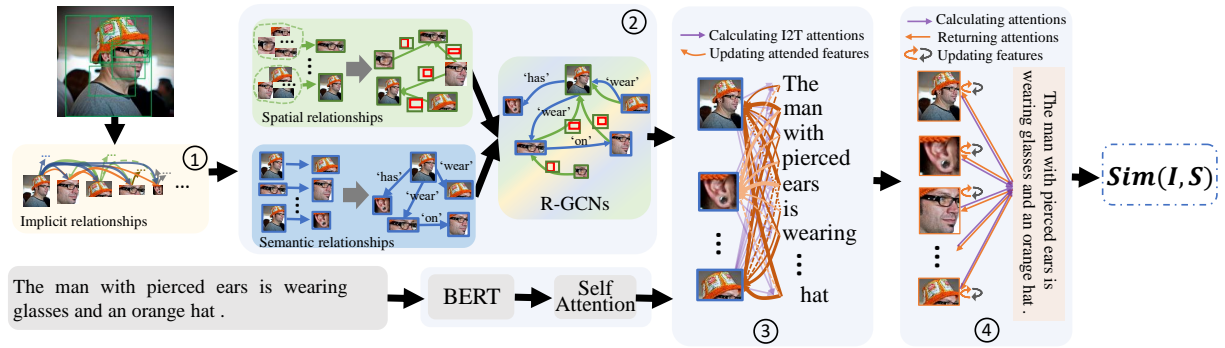 ①
Implicit relationships
②
Spatial relationships
Semantic relationships
'has'
'wear'
'wear'
'on'
'has'
'wear'
'wear'
'on'
R-GCNs
The man with pierced ears is wearing
glasses and an orange hat .
BERT
Self
Attention
Calculating I2T attentions
Updating attended features
The
man
with
pierced
ears
is
wearing
...
hat
③
Calculating attentions
Returning attentions
Updating features
The man with pierced ears is
wearing glasses and an orange hat .
④
Sim(I, S)